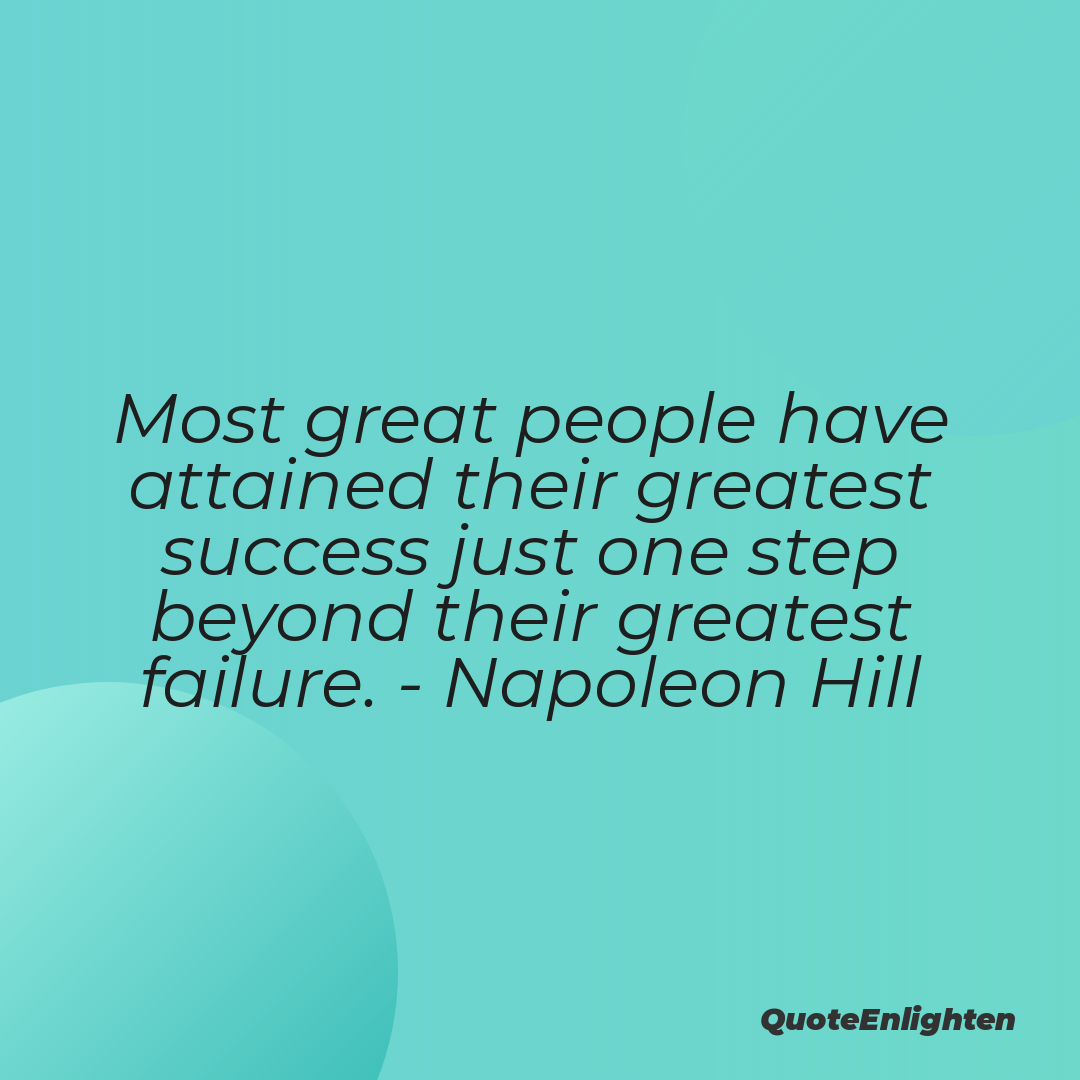 Most great people have
attained their greatest
success just one step
beyond their greatest
failure. - Napoleon Hill
QuoteEnlighten